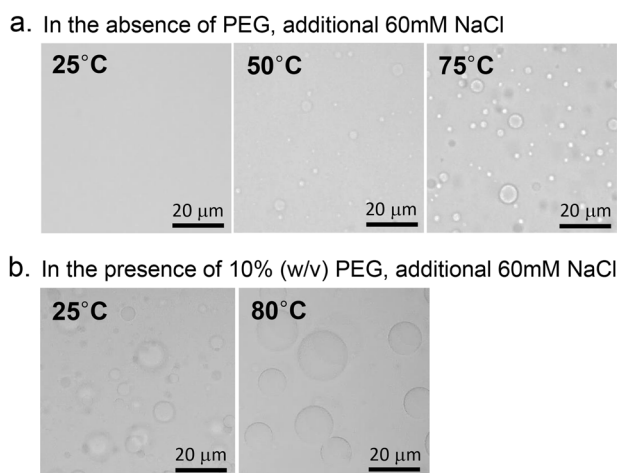 a. In the absence of PEG, additional 60mM NaCl
25°C 50°C 75°C
20 μm 20 μm 20 μm
b. In the presence of 10% (w/v) PEG, additional 60mM NaCl
25°C 80°C
20 μm 20 μm